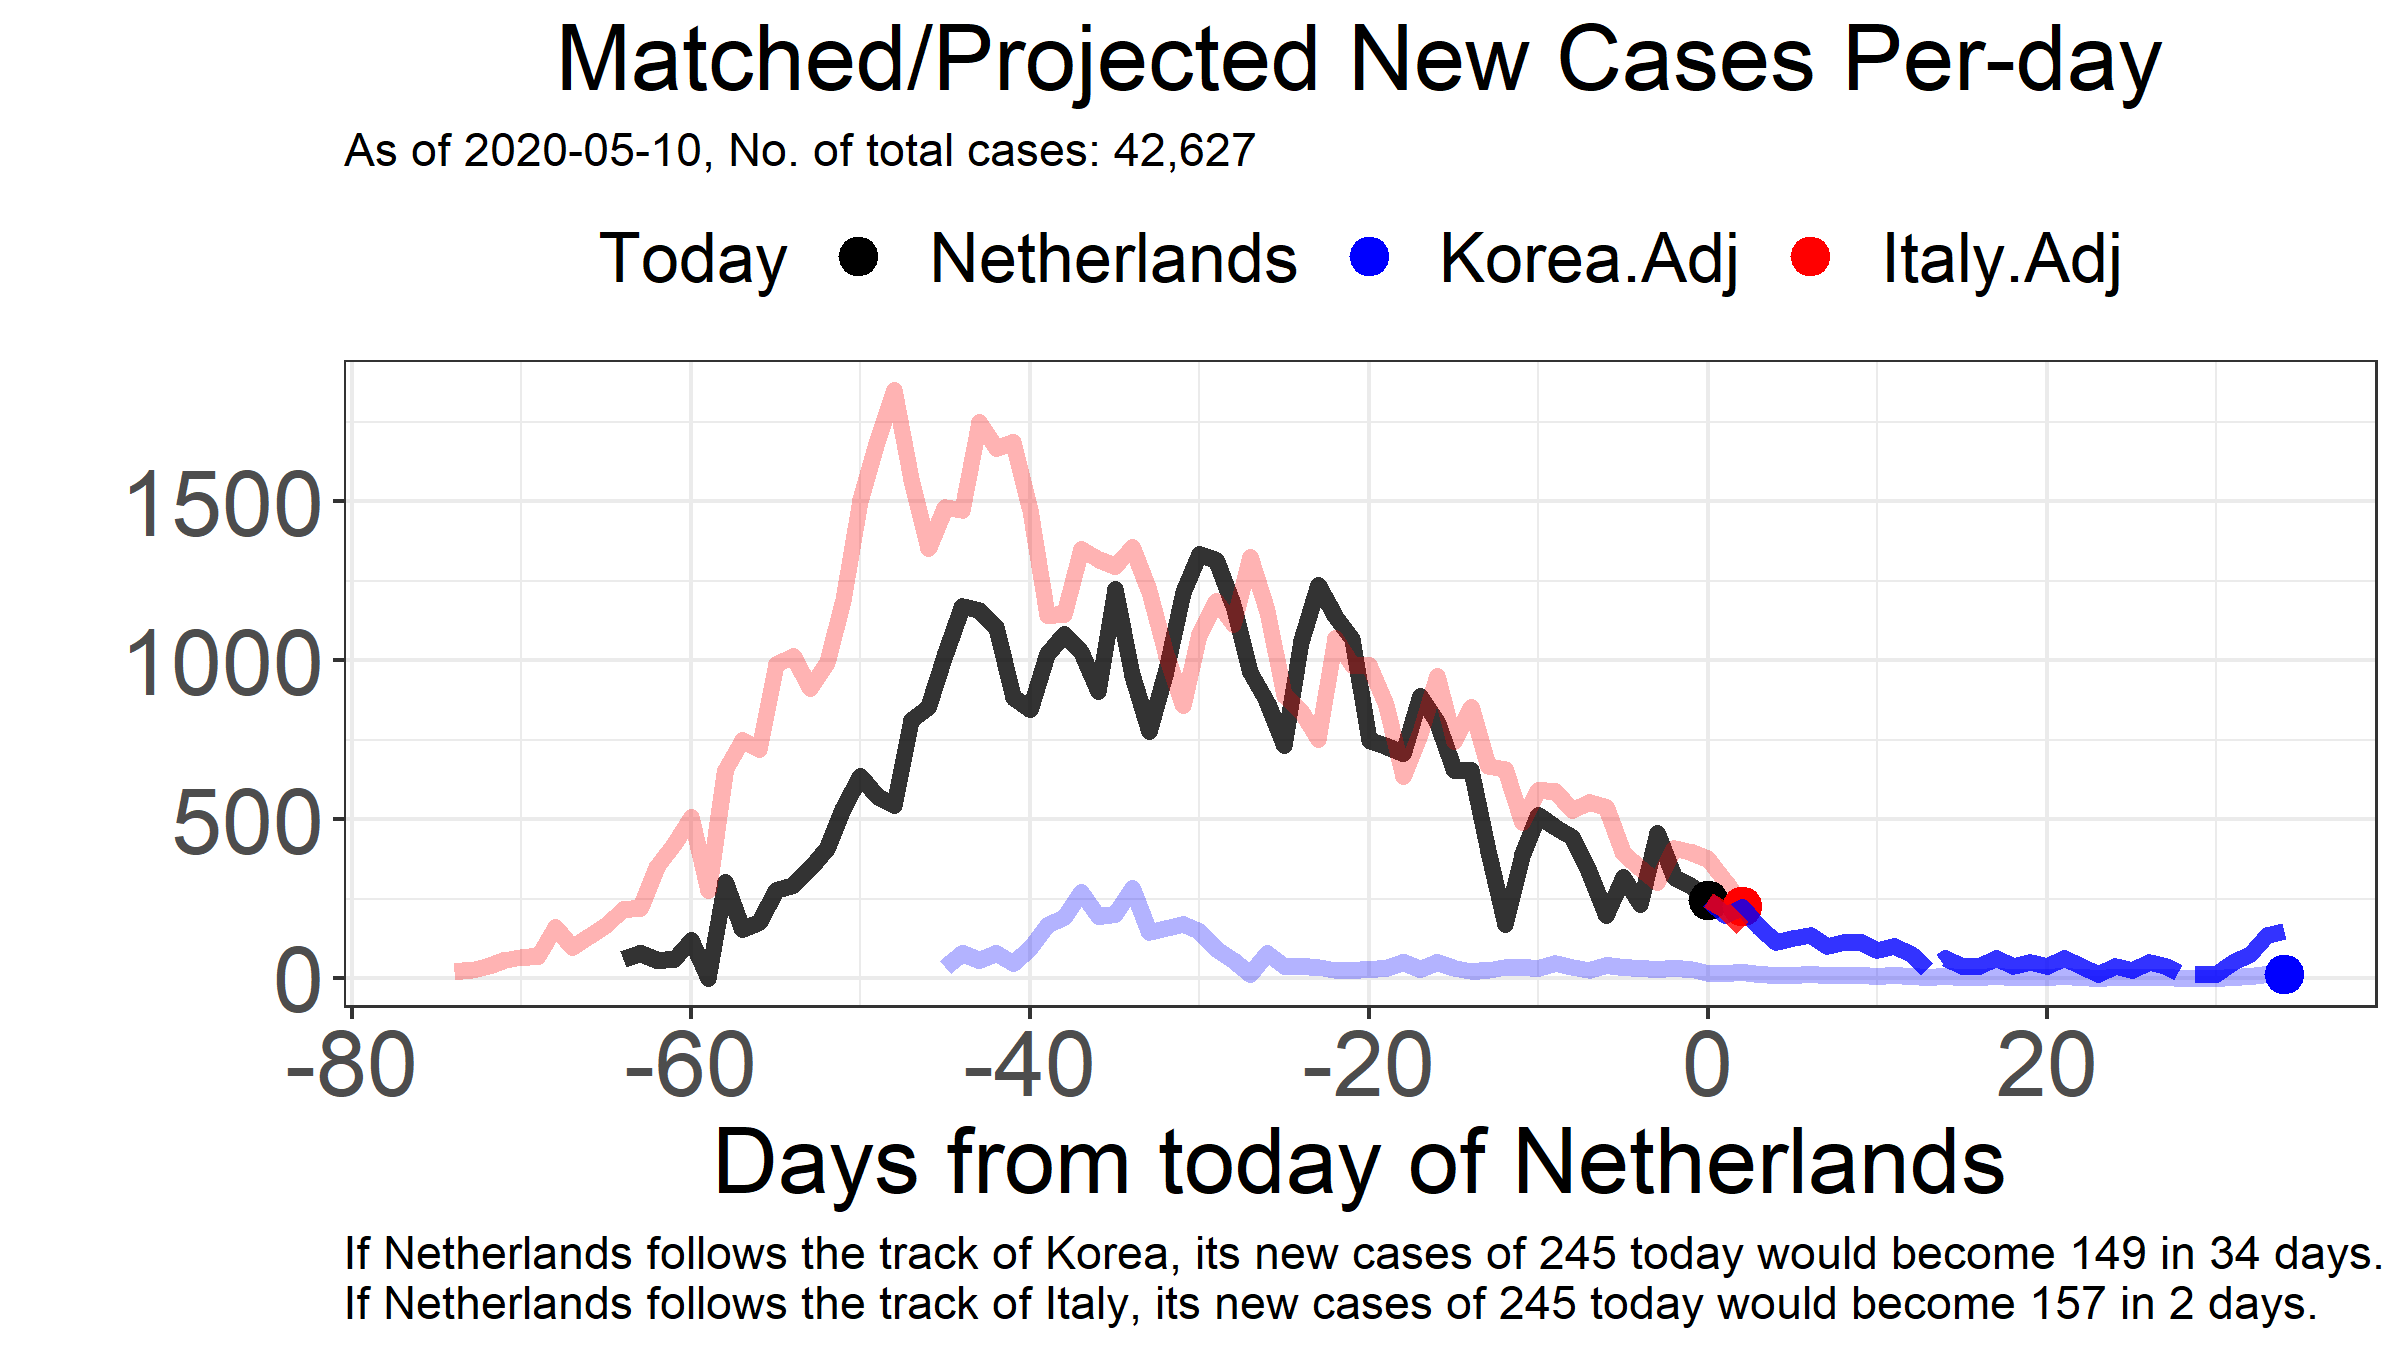 Matched/Projected New Cases Per-day
As of 2020-05-10, No. of total cases: 42,627
Today Netherlands Korea.Adj Italy.Adj
1500
1000
500
0
-80 -60 -40 -20 0 20
Days from today of Netherlands
If Netherlands follows the track of Korea, its new cases of 245 today would become 149 in 34 days.
If Netherlands follows the track of Italy, its new cases of 245 today would become 157 in 2 days.